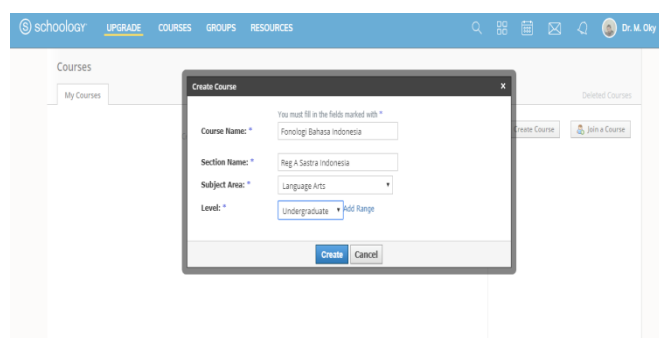 schoology UPGRADE COURSES GROUPS RESOURCES Dr. M. Oky
Courses
My Courses
Deleted Courses
Create Course X
You must fill in the fields marked with *
Course Name: * Fonologi Bahasa Indonesia
Create Course Join a Course
Section Name: * Reg A Sastra Indonesia
Subject Area: * Language Arts
Level: * Undergraduate Add Range
Create Cancel